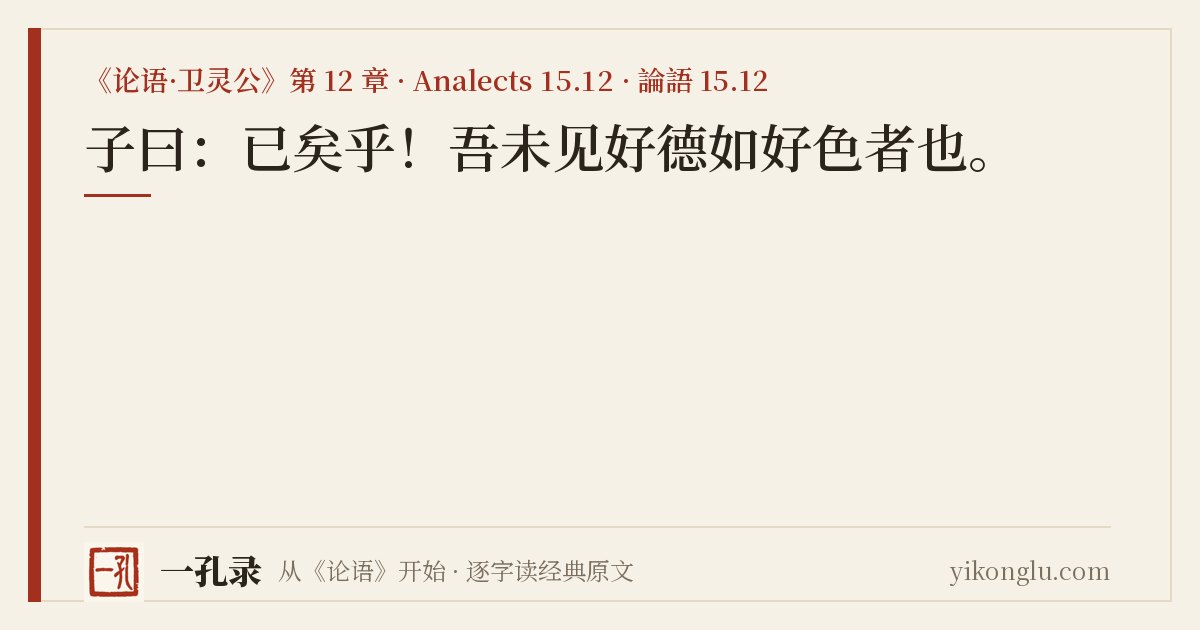 《论语·卫灵公》第 12 章 · Analects 15.12 · 論語 15.12
子曰：已矣乎！吾未见好德如好色者也。
一孔
一孔录 从《论语》开始 · 逐字读经典原文 yikonglu.com